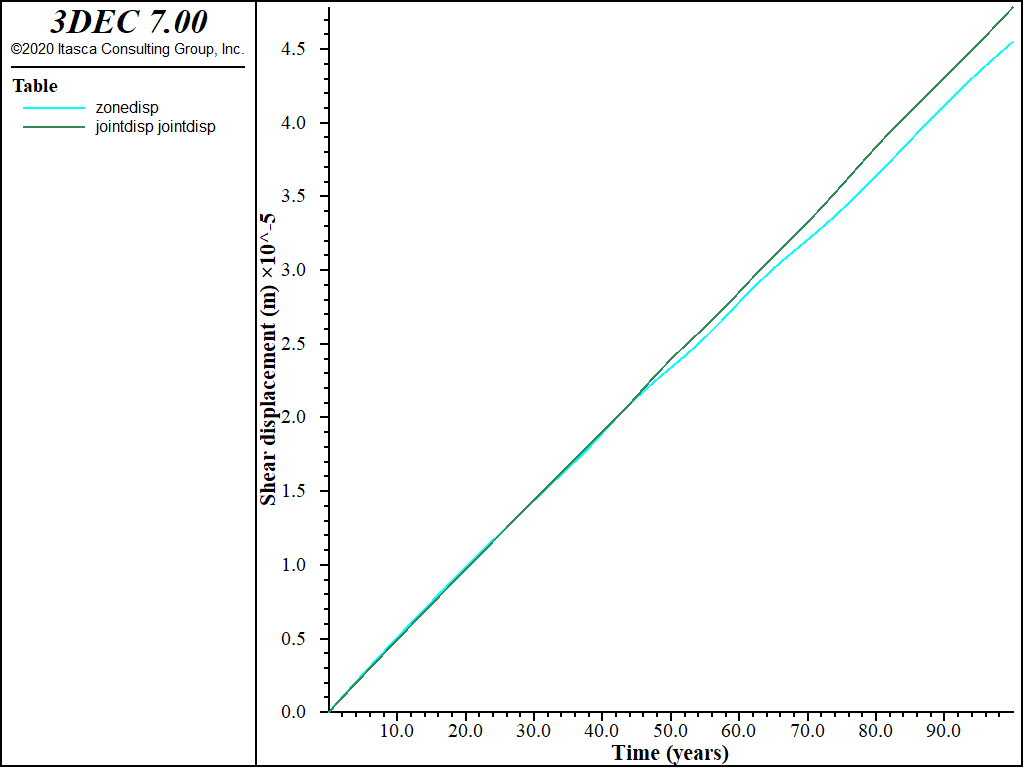 3DEC 7.00
©2020 Itasca Consulting Group, Inc.
Table
zonedisp
jointdisp jointdisp
Shear displacement (m) ×10^-5
4.5
4.0
3.5
3.0
2.5
2.0
1.5
1.0
0.5
0.0
10.0 20.0 30.0 40.0 50.0 60.0 70.0 80.0 90.0
Time (years)